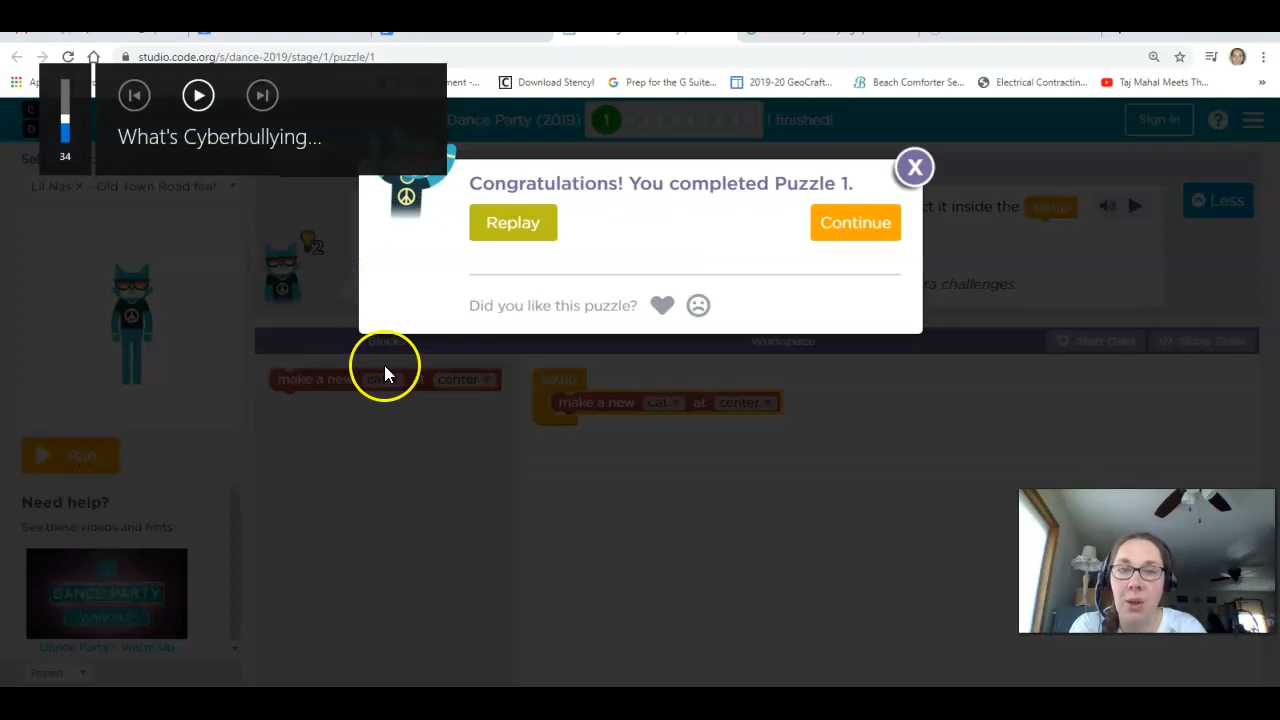 studio.code.org/s/dance-2019/stage/1/puzzle/1
ment -...
Download Stencyl
Prep for the G Suite...
2019-20 GeoCraft...
Beach Comforter Se...
Electrical Contractin...
Taj Mahal Meets Th...
»
34
What's Cyberbullying...
Dance Party (2019)
1
I finished!
Sign in
?
Lil Nas X - Old Town Road feat.
2
Congratulations! You completed Puzzle 1.
X
Replay
Continue
Did you like this puzzle?
ct it inside the
setup
Less
ra challenges.
Blocks
Workspace
Start Over
Show Code
make a new
at
center
setup
make a new cat at center
Run
Need help?
See these videos and hints
DANCE PARTY
WARM UP
Dance Party - Warm Up
English